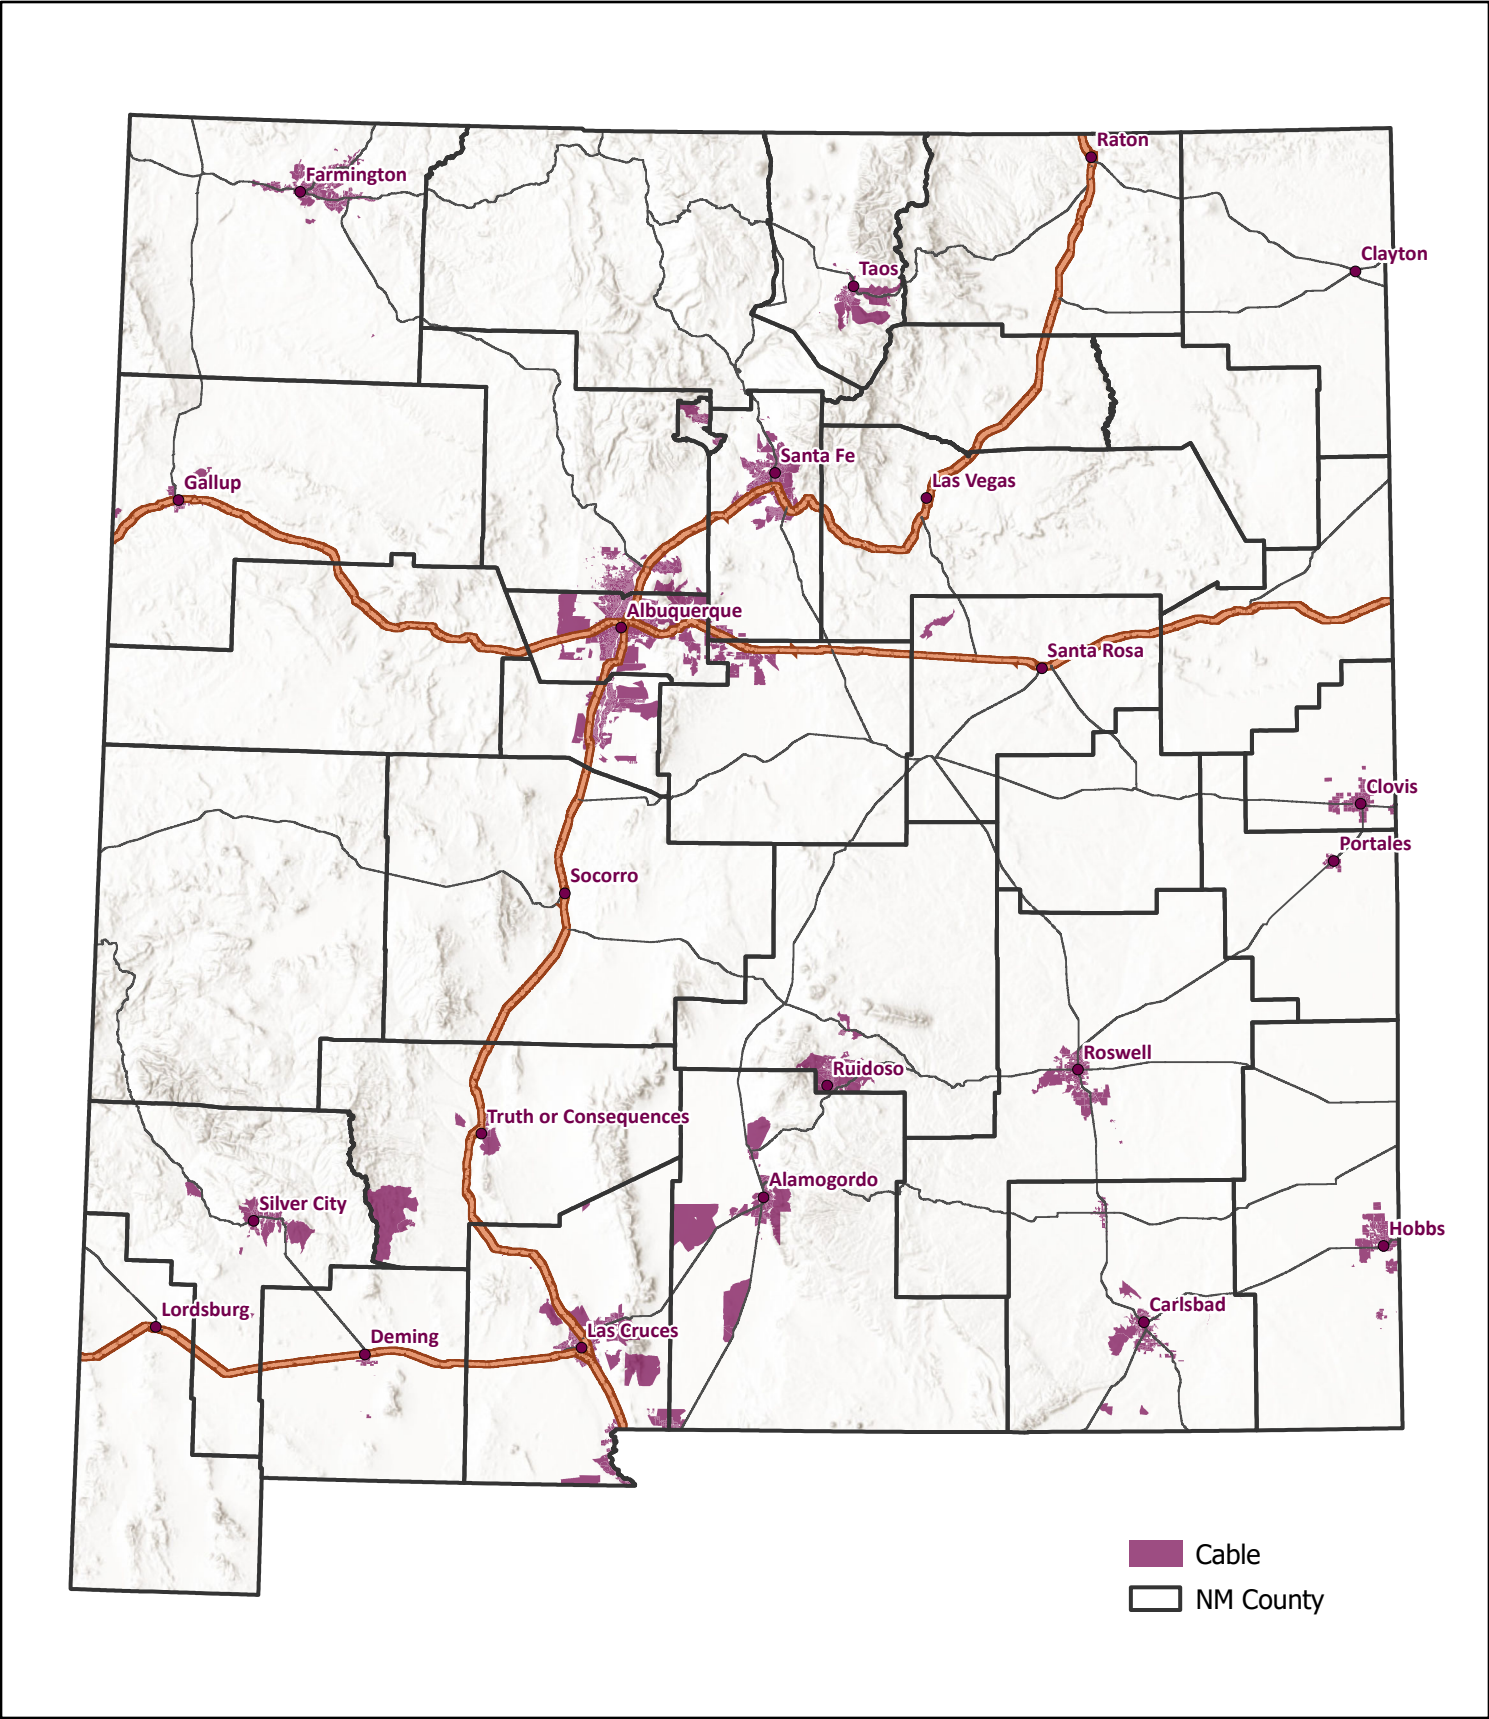 Raton
Farmington
Clayton
Taos
Santa Fe
Gallup
Las Vegas
Albuquerque
Santa Rosa
Clovis
Portales
Socorro
Roswell
Ruidoso
Truth or Consequences
Alamogordo
Silver City
Hobbs
Carlsbad
Lordsburg
Las Cruces
Deming
Cable
NM County